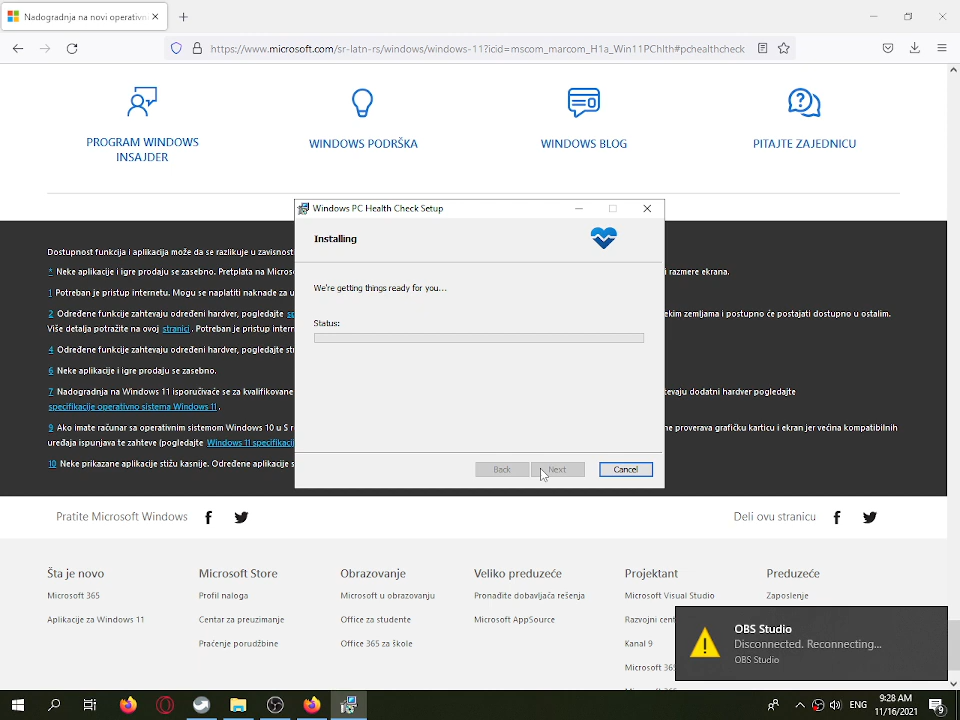 Nadogradnja na novi operativn
https://www.microsoft.com/sr-latn-rs/windows/windows-11?icid=mscom_marcom_H1a_Win11PChlth#pchealthcheck
PROGRAM WINDOWS
INSAJDER
WINDOWS PODRŠKA
WINDOWS BLOG
PITAJTE ZAJEDNICU
Windows PC Health Check Setup
Installing
We're getting things ready for you...
Status:
Back
Next
Cancel
Dostupnost funkcija i aplikacija može da se razlikuje u zavisnosti
* Neke aplikacije i igre prodaju se zasebno. Pretplata na Microso
i razmere ekrana.
1 Potreban je pristup internetu. Mogu se naplatiti naknade za u
2 Određene funkcije zahtevaju određeni hardver, pogledajte sp
ekim zemljama i postupno će postajati dostupno u ostalim.
Više detalja potražite na ovoj stranici . Potreban je pristup intern
4 Određene funkcije zahtevaju određeni hardver, pogledajte st
6 Neke aplikacije i igre prodaju se zasebno.
7 Nadogradnja na Windows 11 isporučivaće se za kvalifikovane
evaju dodatni hardver pogledajte
specifikacije operativno sistema Windows 11 .
9 Ako imate računar sa operativnim sistemom Windows 10 u S r
ne proverava grafičku karticu i ekran jer većina kompatibilnih
uređaja ispunjava te zahteve (pogledajte Windows 11 specifikacij
10 Neke prikazane aplikacije stižu kasnije. Određene aplikacije s
Pratite Microsoft Windows
Deli ovu stranicu
Šta je novo
Microsoft Store
Obrazovanje
Veliko preduzeće
Projektant
Preduzeće
Microsoft 365
Profil naloga
Microsoft u obrazovanju
Pronađite dobavljača rešenja
Microsoft Visual Studio
Zaposlenje
Aplikacije za Windows 11
Centar za preuzimanje
Office za studente
Microsoft AppSource
Razvojni cent
Praćenje porudžbine
Office 365 za škole
Kanal 9
Microsoft 365
OBS Studio
Disconnected. Reconnecting...
OBS Studio
ENG
9:28 AM
11/16/2021
9